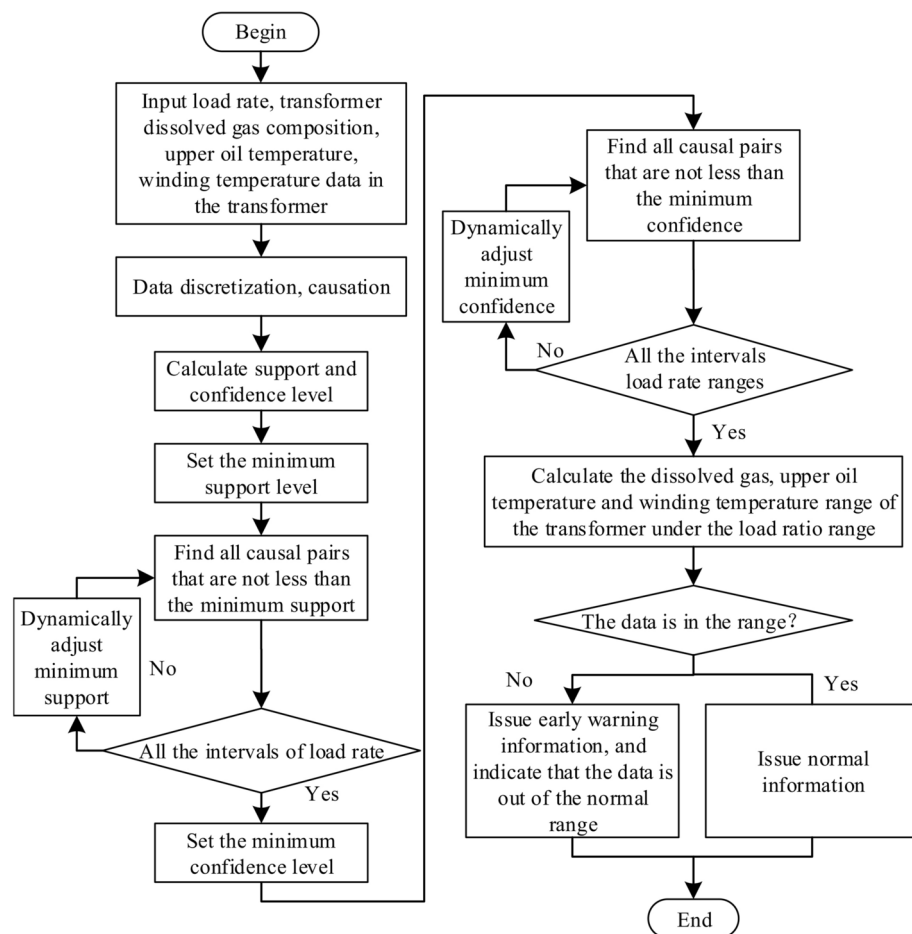 Begin
Input load rate, transformer
dissolved gas composition,
upper oil temperature,
winding temperature data in
the transformer
Data discretization, causation
Calculate support and
confidence level
Set the minimum
support level
Find all causal pairs
that are not less than
the minimum support
Dynamically
adjust
minimum
support
No
All the intervals of load rate
Yes
Set the minimum
confidence level
Find all causal pairs
that are not less than
the minimum
confidence
Dynamically
adjust
minimum
confidence
No
All the intervals
load rate ranges
Yes
Calculate the dissolved gas, upper oil
temperature and winding temperature range of
the transformer under the load ratio range
The data is in the range?
No
Yes
Issue early warning
information, and
indicate that the data is
out of the normal
range
Issue normal
information
End